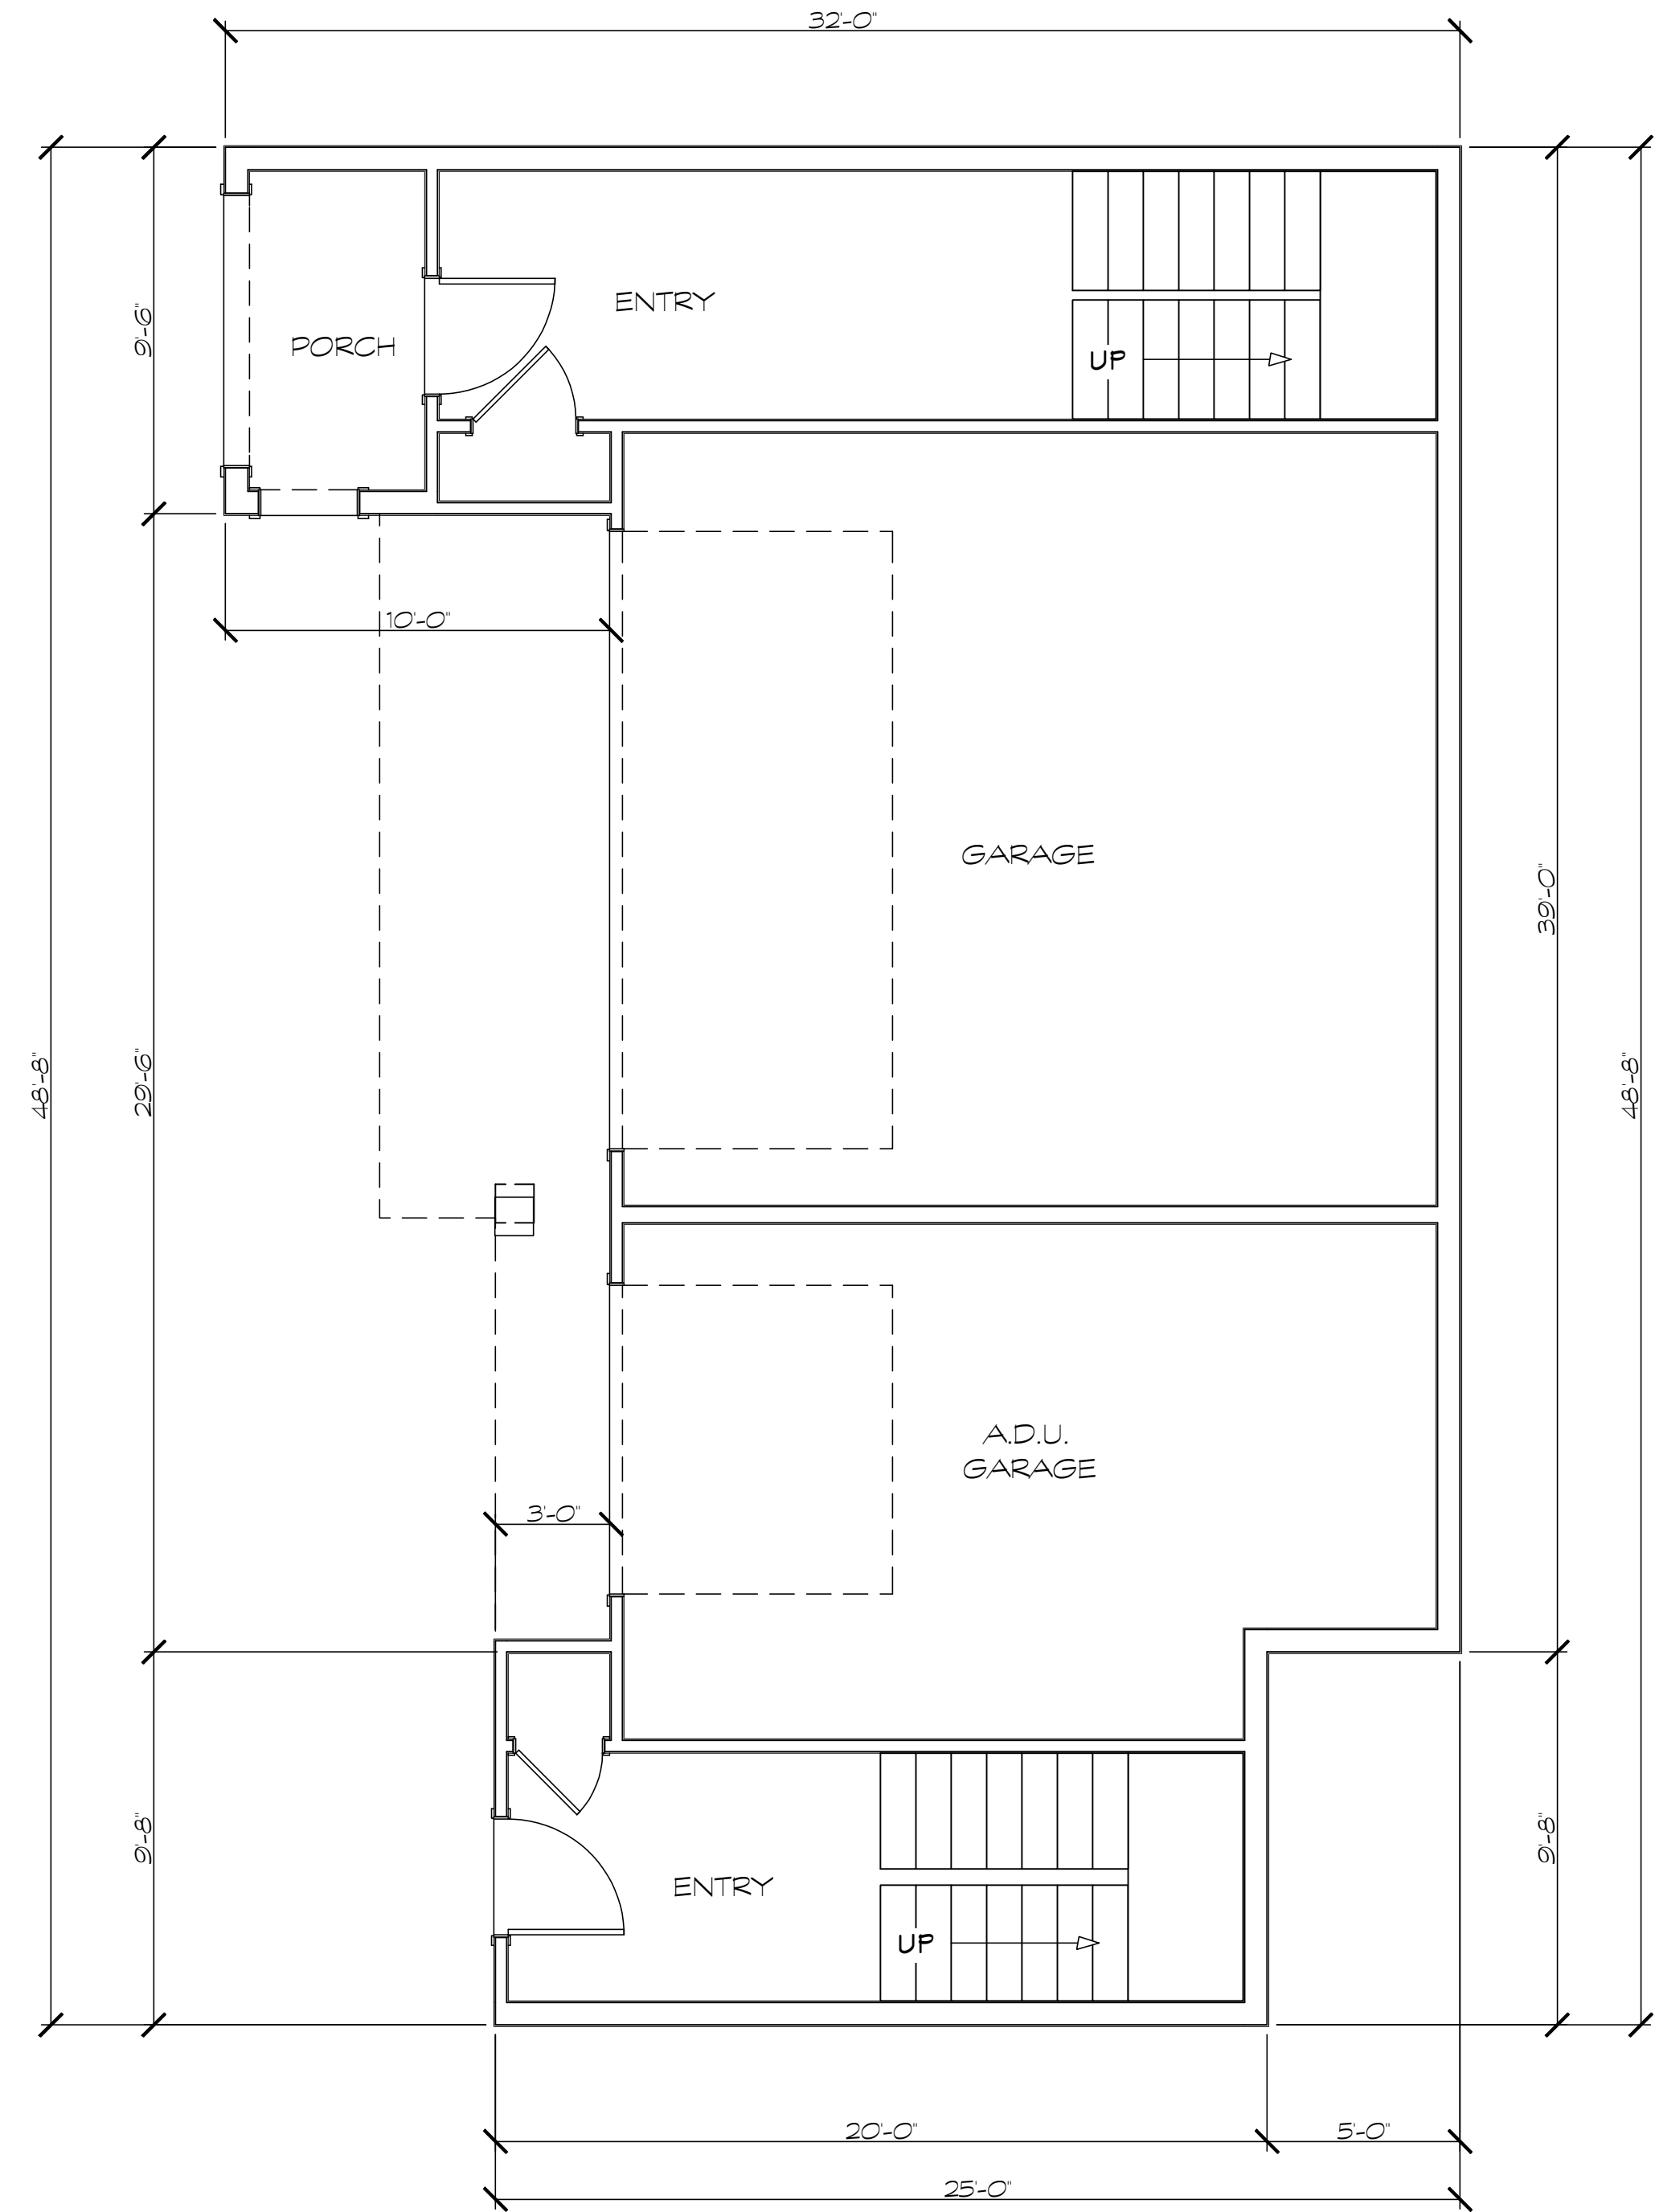 32'-0"
ENTRY
9'-6"
PORCH
UP
10'-0"
GARAGE
39'-0"
48'-8"
29'-6"
48'-8"
A.D.U.
GARAGE
3'-0"
9'-8"
9'-8"
ENTRY
UP
20'-0"
5'-0"
25'-0"